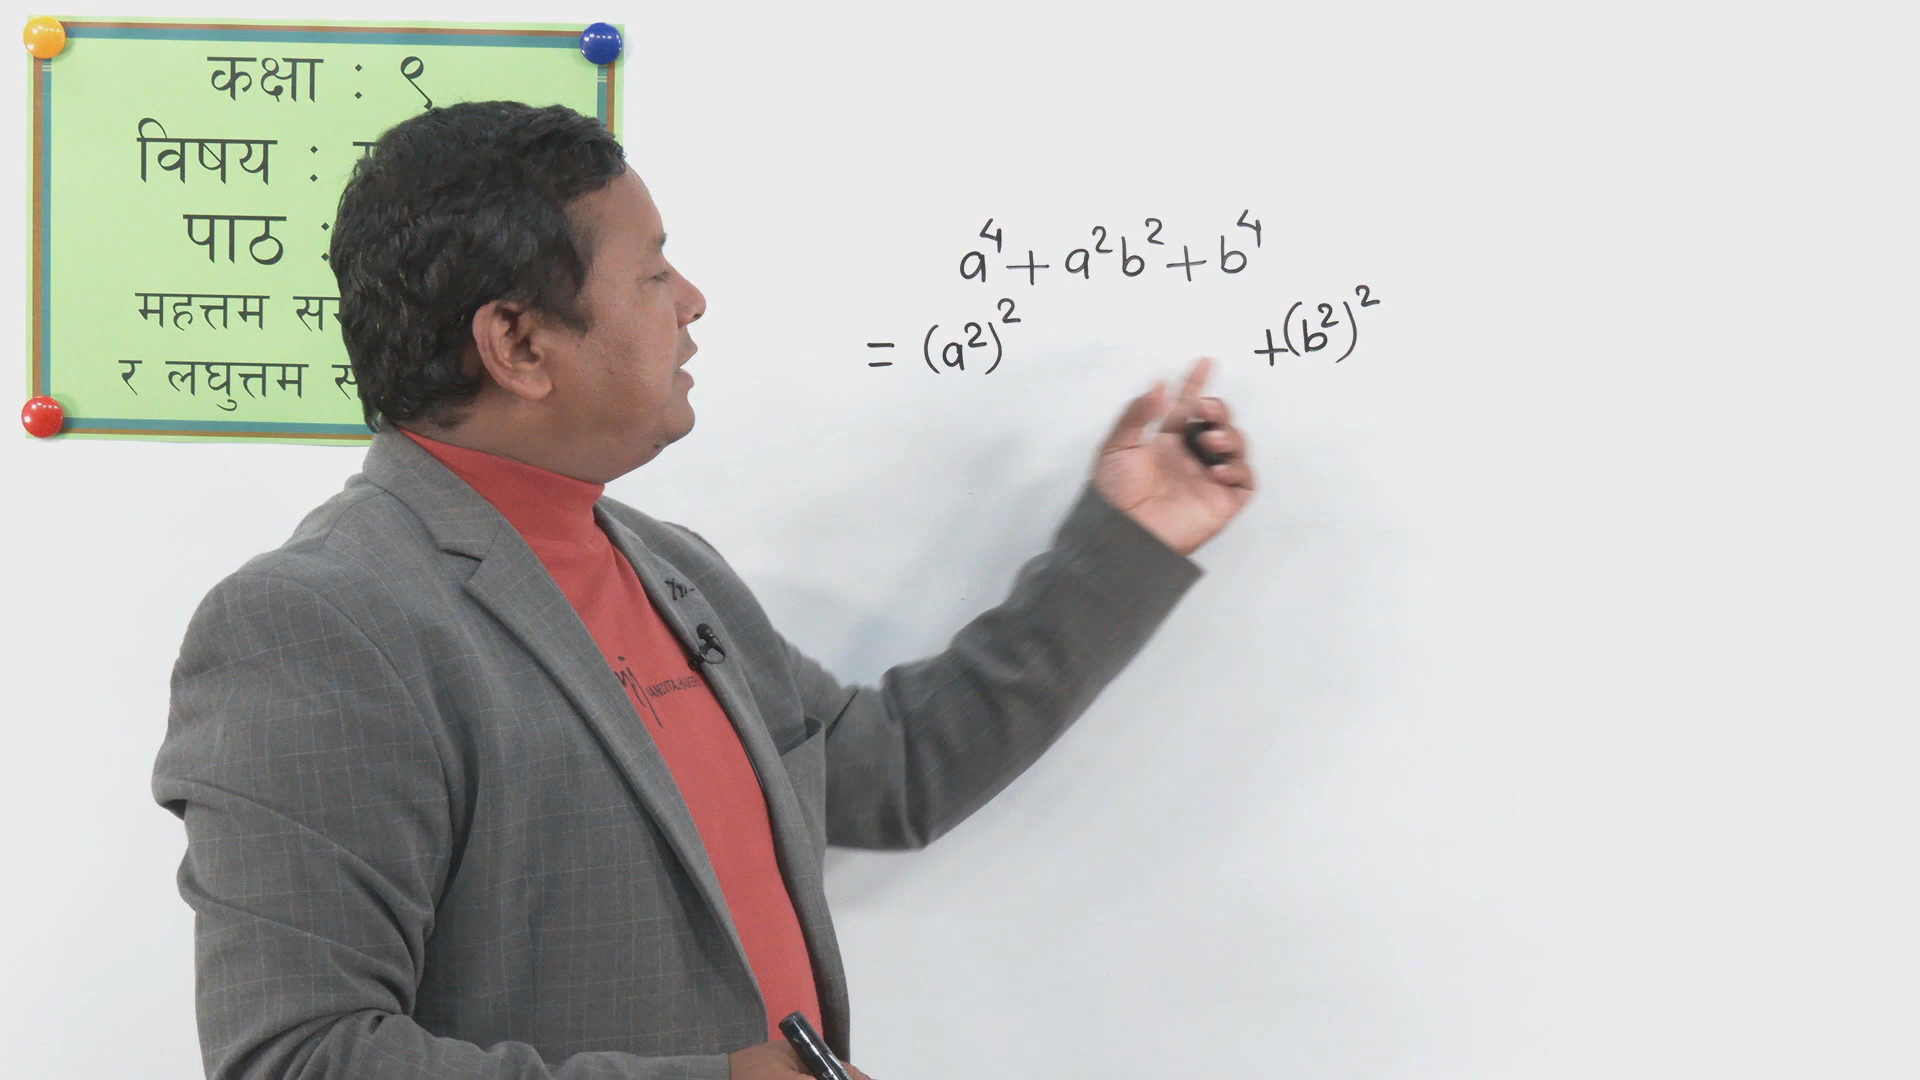 कक्षा : ९
विषय :
पाठ :
महत्तम
र लघुत्तम
a⁴ + a²b² + b⁴
= (a²)² + (b²)²